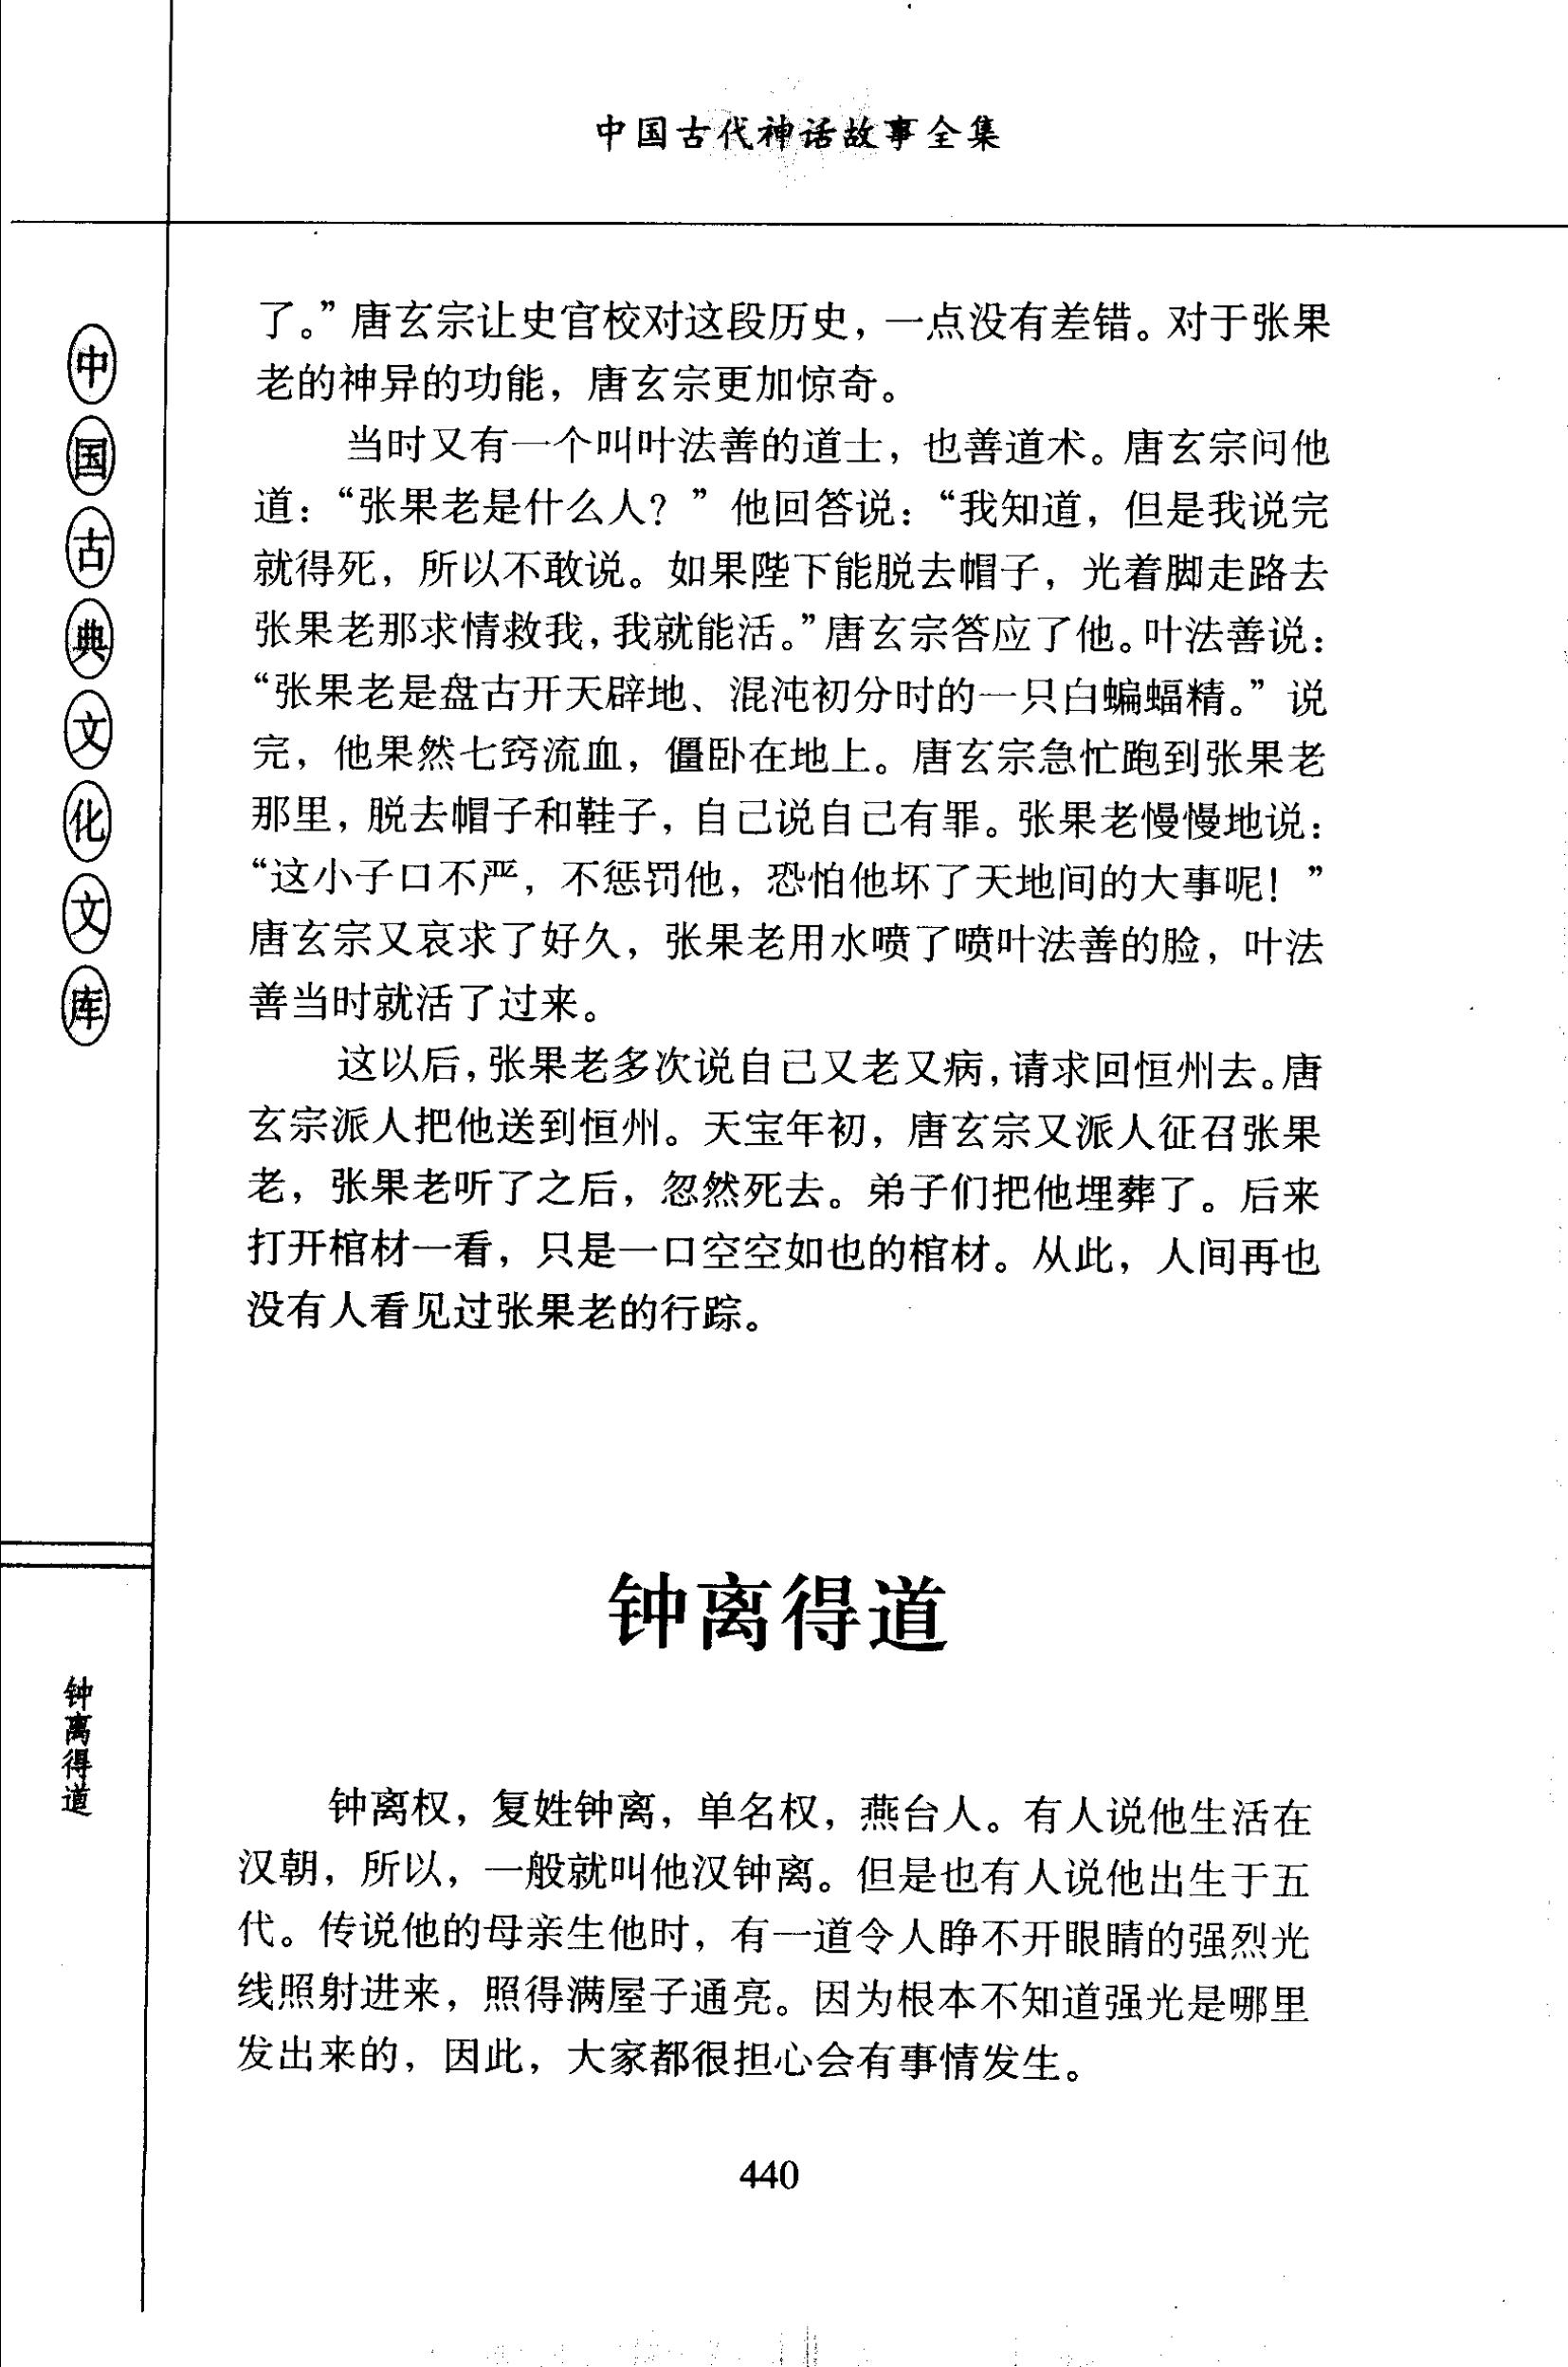 中国古代神话故事全集
中国古典文化文库
了。”唐玄宗让史官校对这段历史，一点没有差错。对于张果
老的神异的功能，唐玄宗更加惊奇。
当时又有一个叫叶法善的道士，也善道术。唐玄宗问他
道：“张果老是什么人？”他回答说：“我知道，但是我说完
就得死，所以不敢说。如果陛下能脱去帽子，光着脚走路去
张果老那求情救我，我就能活。”唐玄宗答应了他。叶法善说：
“张果老是盘古开天辟地、混沌初分时的一只白蝙蝠精。”说
完，他果然七窍流血，僵卧在地上。唐玄宗急忙跑到张果老
那里，脱去帽子和鞋子，自己说自己有罪。张果老慢慢地说：
“这小子口不严，不惩罚他，恐怕他坏了天地间的大事呢！”
唐玄宗又哀求了好久，张果老用水喷了喷叶法善的脸，叶法
善当时就活了过来。
这以后，张果老多次说自己又老又病，请求回恒州去。唐
玄宗派人把他送到恒州。天宝年初，唐玄宗又派人征召张果
老，张果老听了之后，忽然死去。弟子们把他埋葬了。后来
打开棺材一看，只是一口空空如也的棺材。从此，人间再也
没有人看见过张果老的行踪。
钟离得道
钟离得道
钟离权，复姓钟离，单名权，燕台人。有人说他生活在
汉朝，所以，一般就叫他汉钟离。但是也有人说他出生于五
代。传说他的母亲生他时，有一道令人睁不开眼睛的强烈光
线照射进来，照得满屋子通亮。因为根本不知道强光是哪里
发出来的，因此，大家都很担心会有事情发生。
440